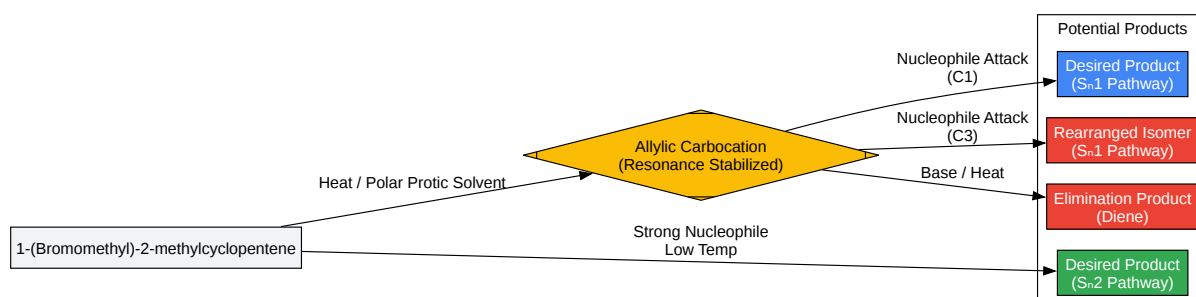 Potential Products
Nucleophile Attack
(C1)
Desired Product
(Sₙ1 Pathway)
Allylic Carbocation
(Resonance Stabilized)
Nucleophile Attack
(C3)
Rearranged Isomer
(Sₙ1 Pathway)
Heat / Polar Protic Solvent
Base / Heat
Elimination Product
(Diene)
1-(Bromomethyl)-2-methylcyclopentene
Strong Nucleophile
Low Temp
Desired Product
(Sₙ2 Pathway)